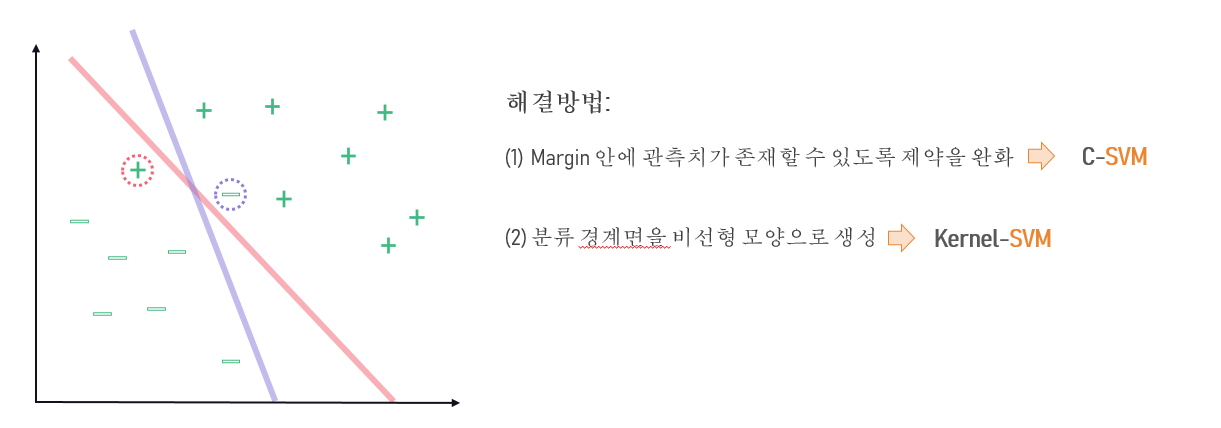 해결방법:
(1) Margin 안에 관측치가 존재할 수 있도록 제약을 완화 C-SVM
(2) 분류 경계면을 비선형 모양으로 생성 Kernel-SVM